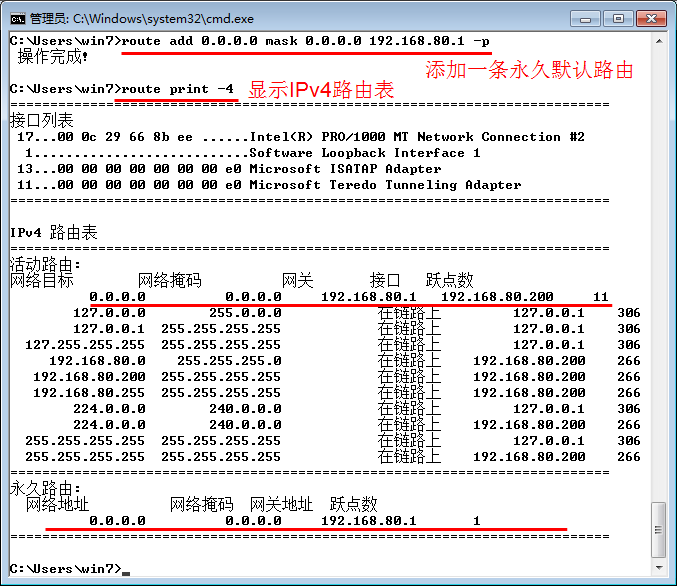 管理员: C:\Windows\system32\cmd.exe
C:\Users\win7>route add 0.0.0.0 mask 0.0.0.0 192.168.80.1 -p
操作完成!
添加一条永久默认路由
C:\Users\win7>route print -4
显示IPv4路由表
===========================================================================
接口列表
17...00 0c 29 66 8b ee ......Intel(R) PRO/1000 MT Network Connection #2
1...........................Software Loopback Interface 1
13...00 00 00 00 00 00 00 e0 Microsoft ISATAP Adapter
11...00 00 00 00 00 00 00 e0 Microsoft Teredo Tunneling Adapter
===========================================================================
IPv4 路由表
===========================================================================
活动路由:
网络目标 网络掩码 网关 接口 跃点数
0.0.0.0 0.0.0.0 192.168.80.1 192.168.80.200 11
127.0.0.0 255.0.0.0 在链路上 127.0.0.1 306
127.0.0.1 255.255.255.255 在链路上 127.0.0.1 306
127.255.255.255 255.255.255.255 在链路上 127.0.0.1 306
192.168.80.0 255.255.255.0 在链路上 192.168.80.200 266
192.168.80.200 255.255.255.255 在链路上 192.168.80.200 266
192.168.80.255 255.255.255.255 在链路上 192.168.80.200 266
224.0.0.0 240.0.0.0 在链路上 127.0.0.1 306
224.0.0.0 240.0.0.0 在链路上 192.168.80.200 266
255.255.255.255 255.255.255.255 在链路上 127.0.0.1 306
255.255.255.255 255.255.255.255 在链路上 192.168.80.200 266
===========================================================================
永久路由:
网络地址 网络掩码 网关地址 跃点数
0.0.0.0 0.0.0.0 192.168.80.1 1
===========================================================================
C:\Users\win7>